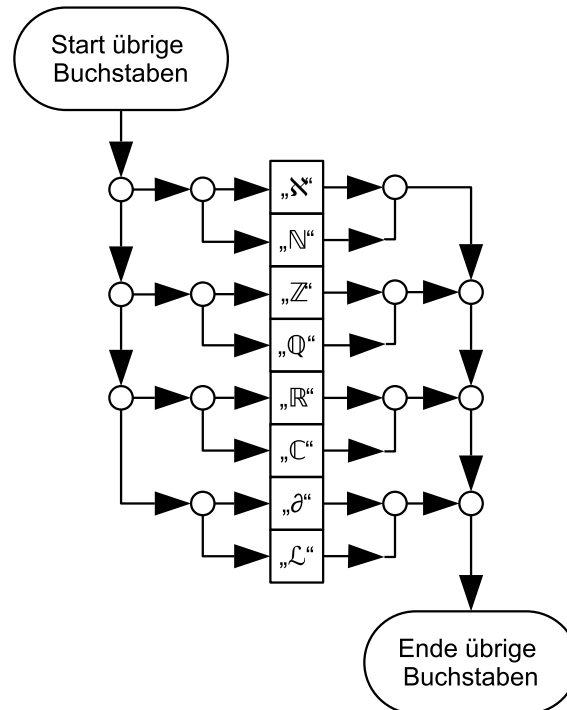 Start übrige
Buchstaben
„ℵ“
„ℕ“
„ℤ“
„ℚ“
„ℝ“
„ℂ“
„∂“
„ℒ“
Ende übrige
Buchstaben